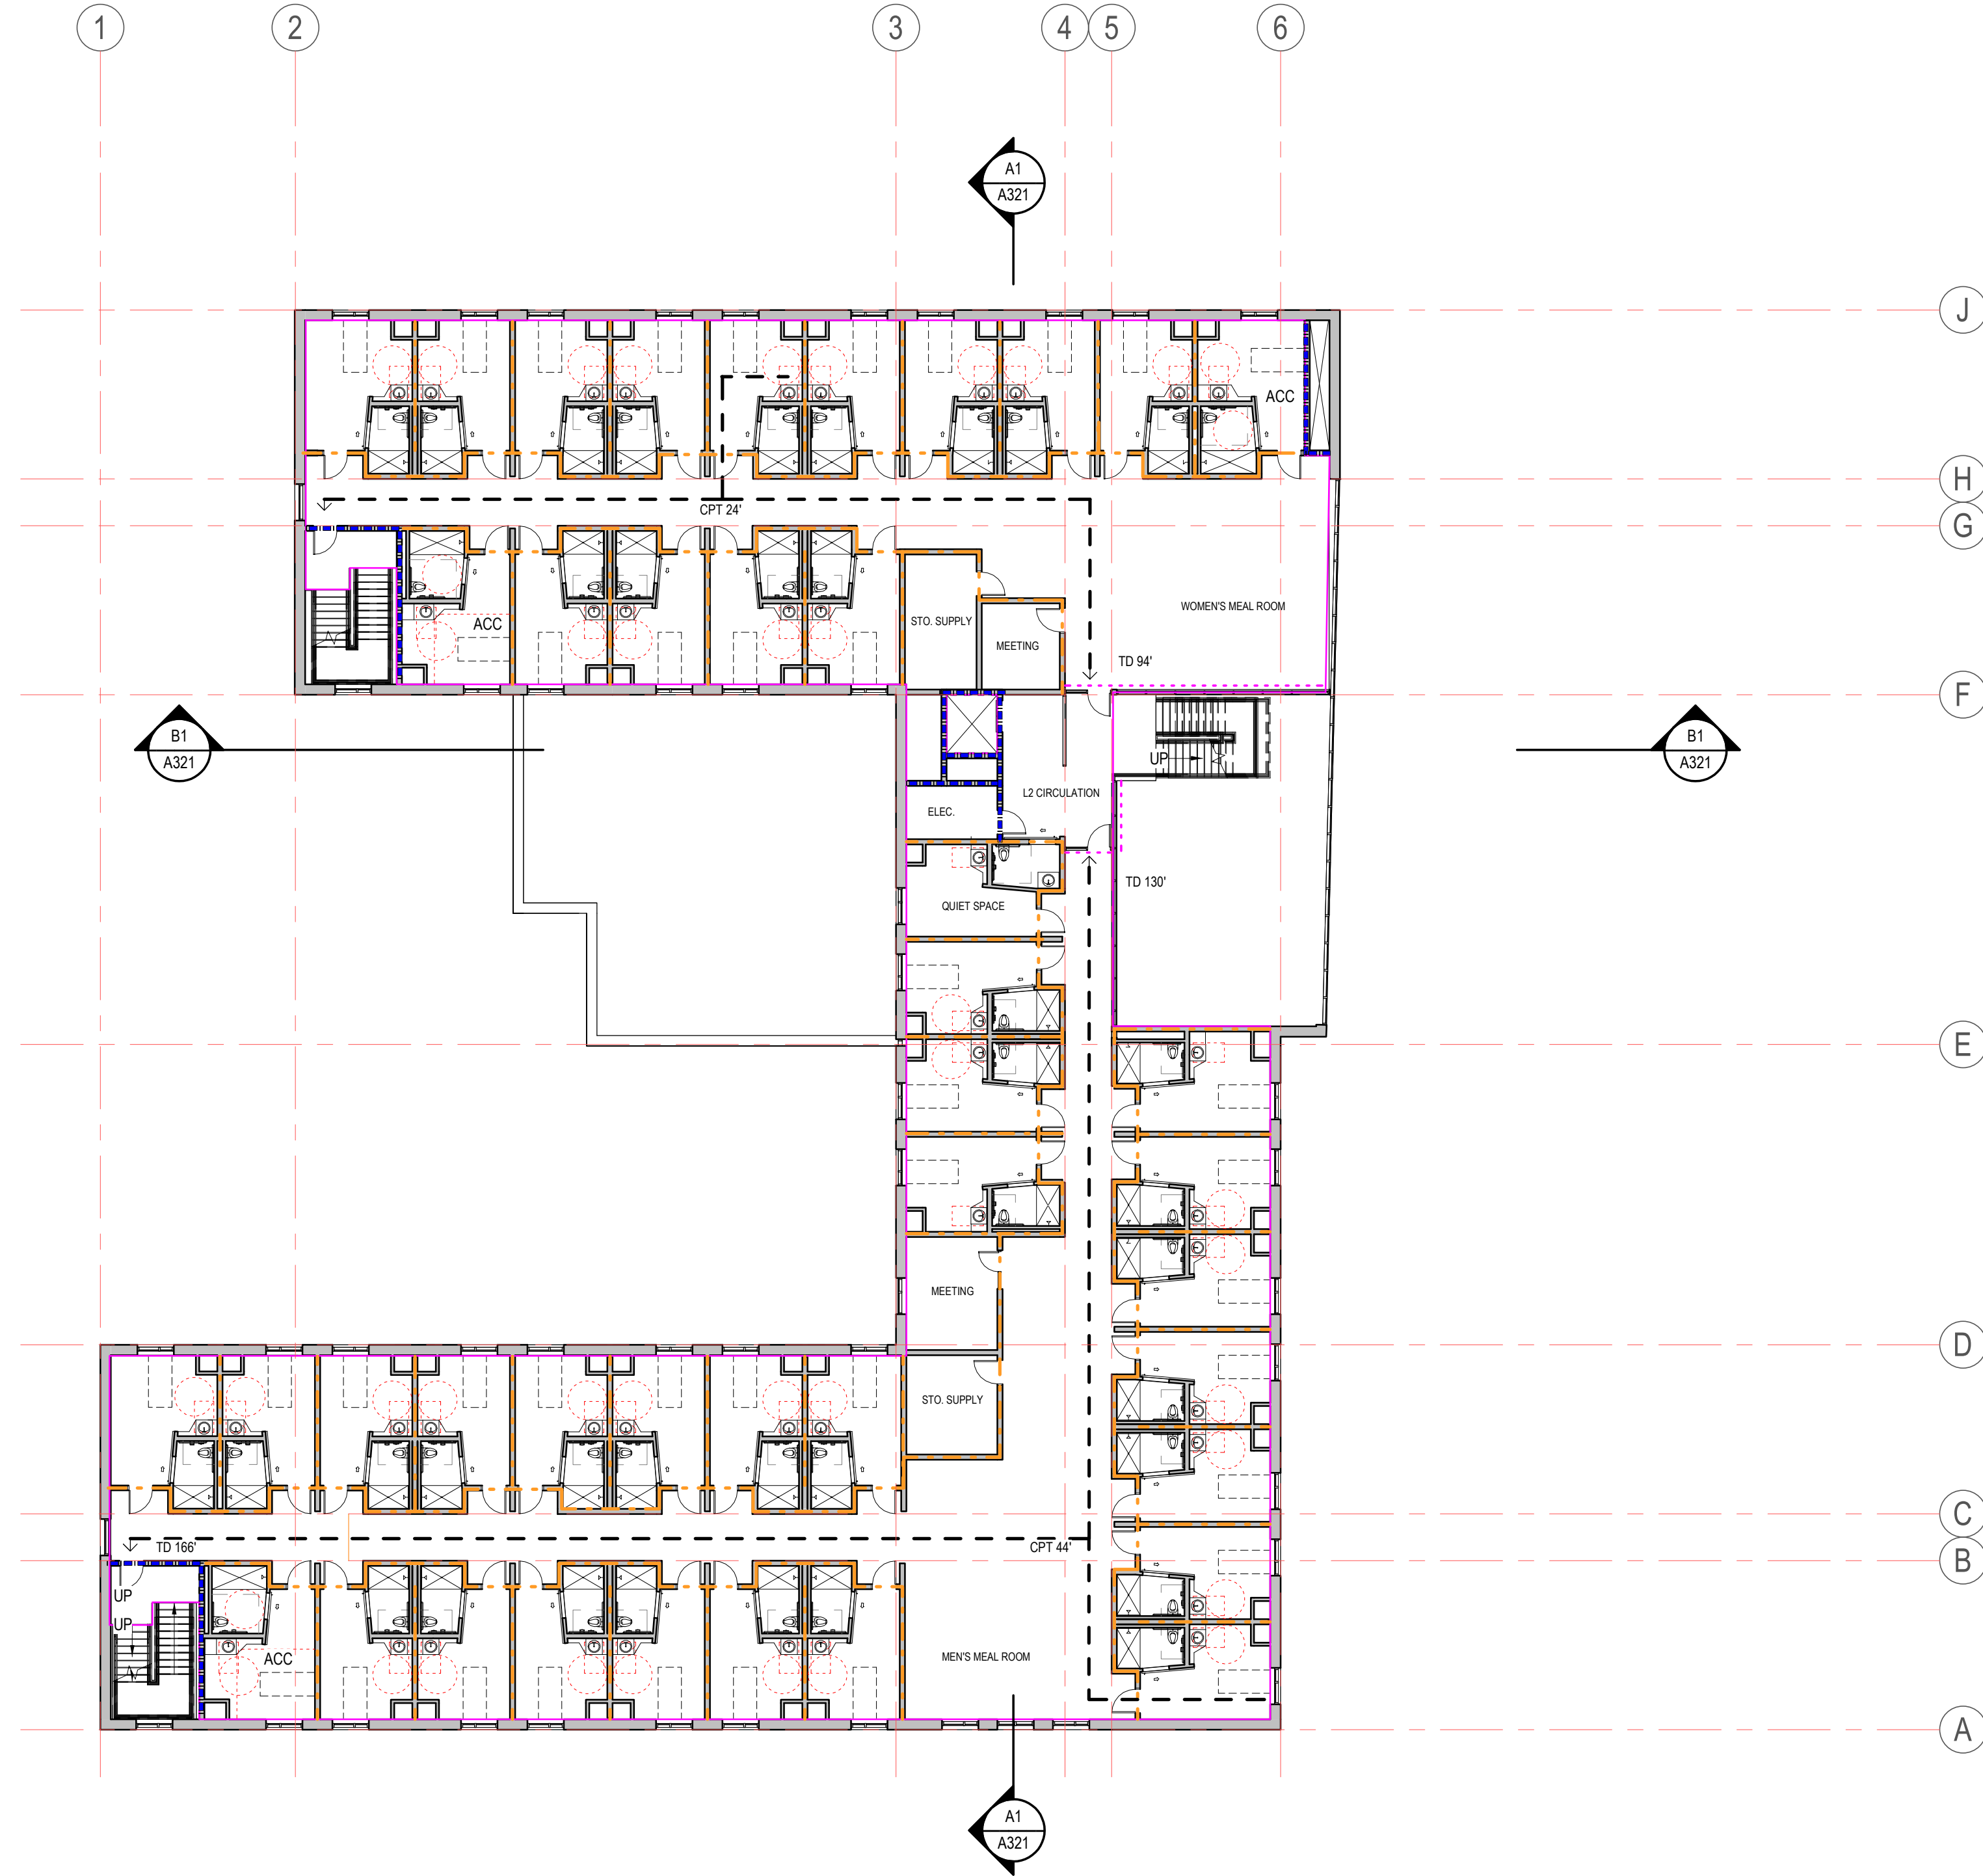 1
2
3
4
5
6
A1
A321
J
ACC
H
CPT 24'
G
WOMEN'S MEAL ROOM
STO. SUPPLY
ACC
MEETING
TD 94'
F
B1
A321
UP
B1
A321
L2 CIRCULATION
ELEC.
TD 130'
QUIET SPACE
E
MEETING
D
STO. SUPPLY
C
TD 166'
CPT 44'
B
UP
UP
ACC
MEN'S MEAL ROOM
A
A1
A321